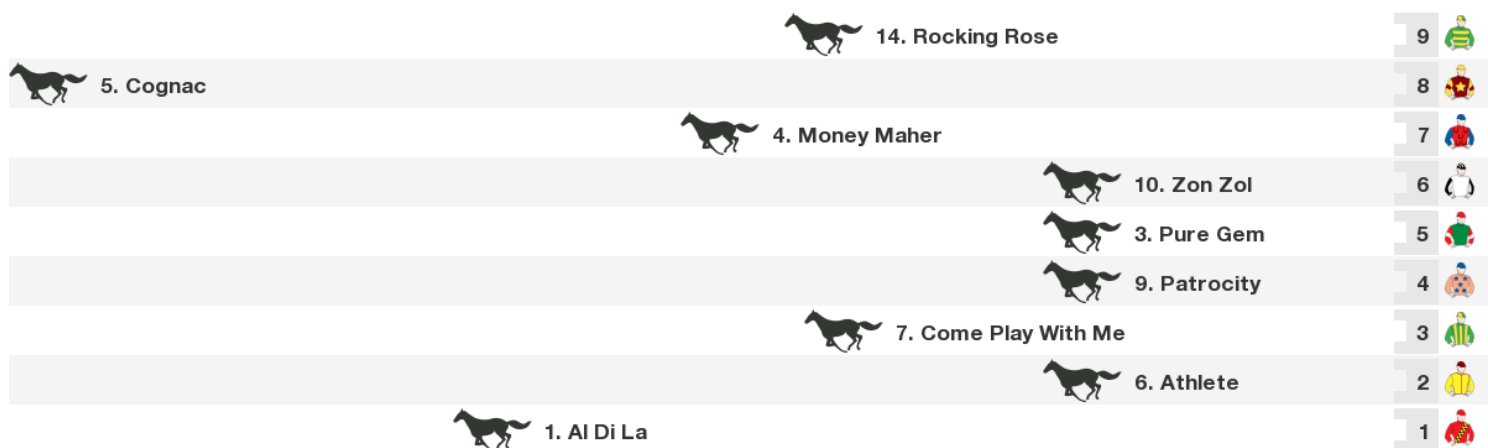 14. Rocking Rose 9
5. Cognac 8
4. Money Maher 7
10. Zon Zol 6
3. Pure Gem 5
9. Patrocity 4
7. Come Play With Me 3
6. Athlete 2
1. Al Di La 1